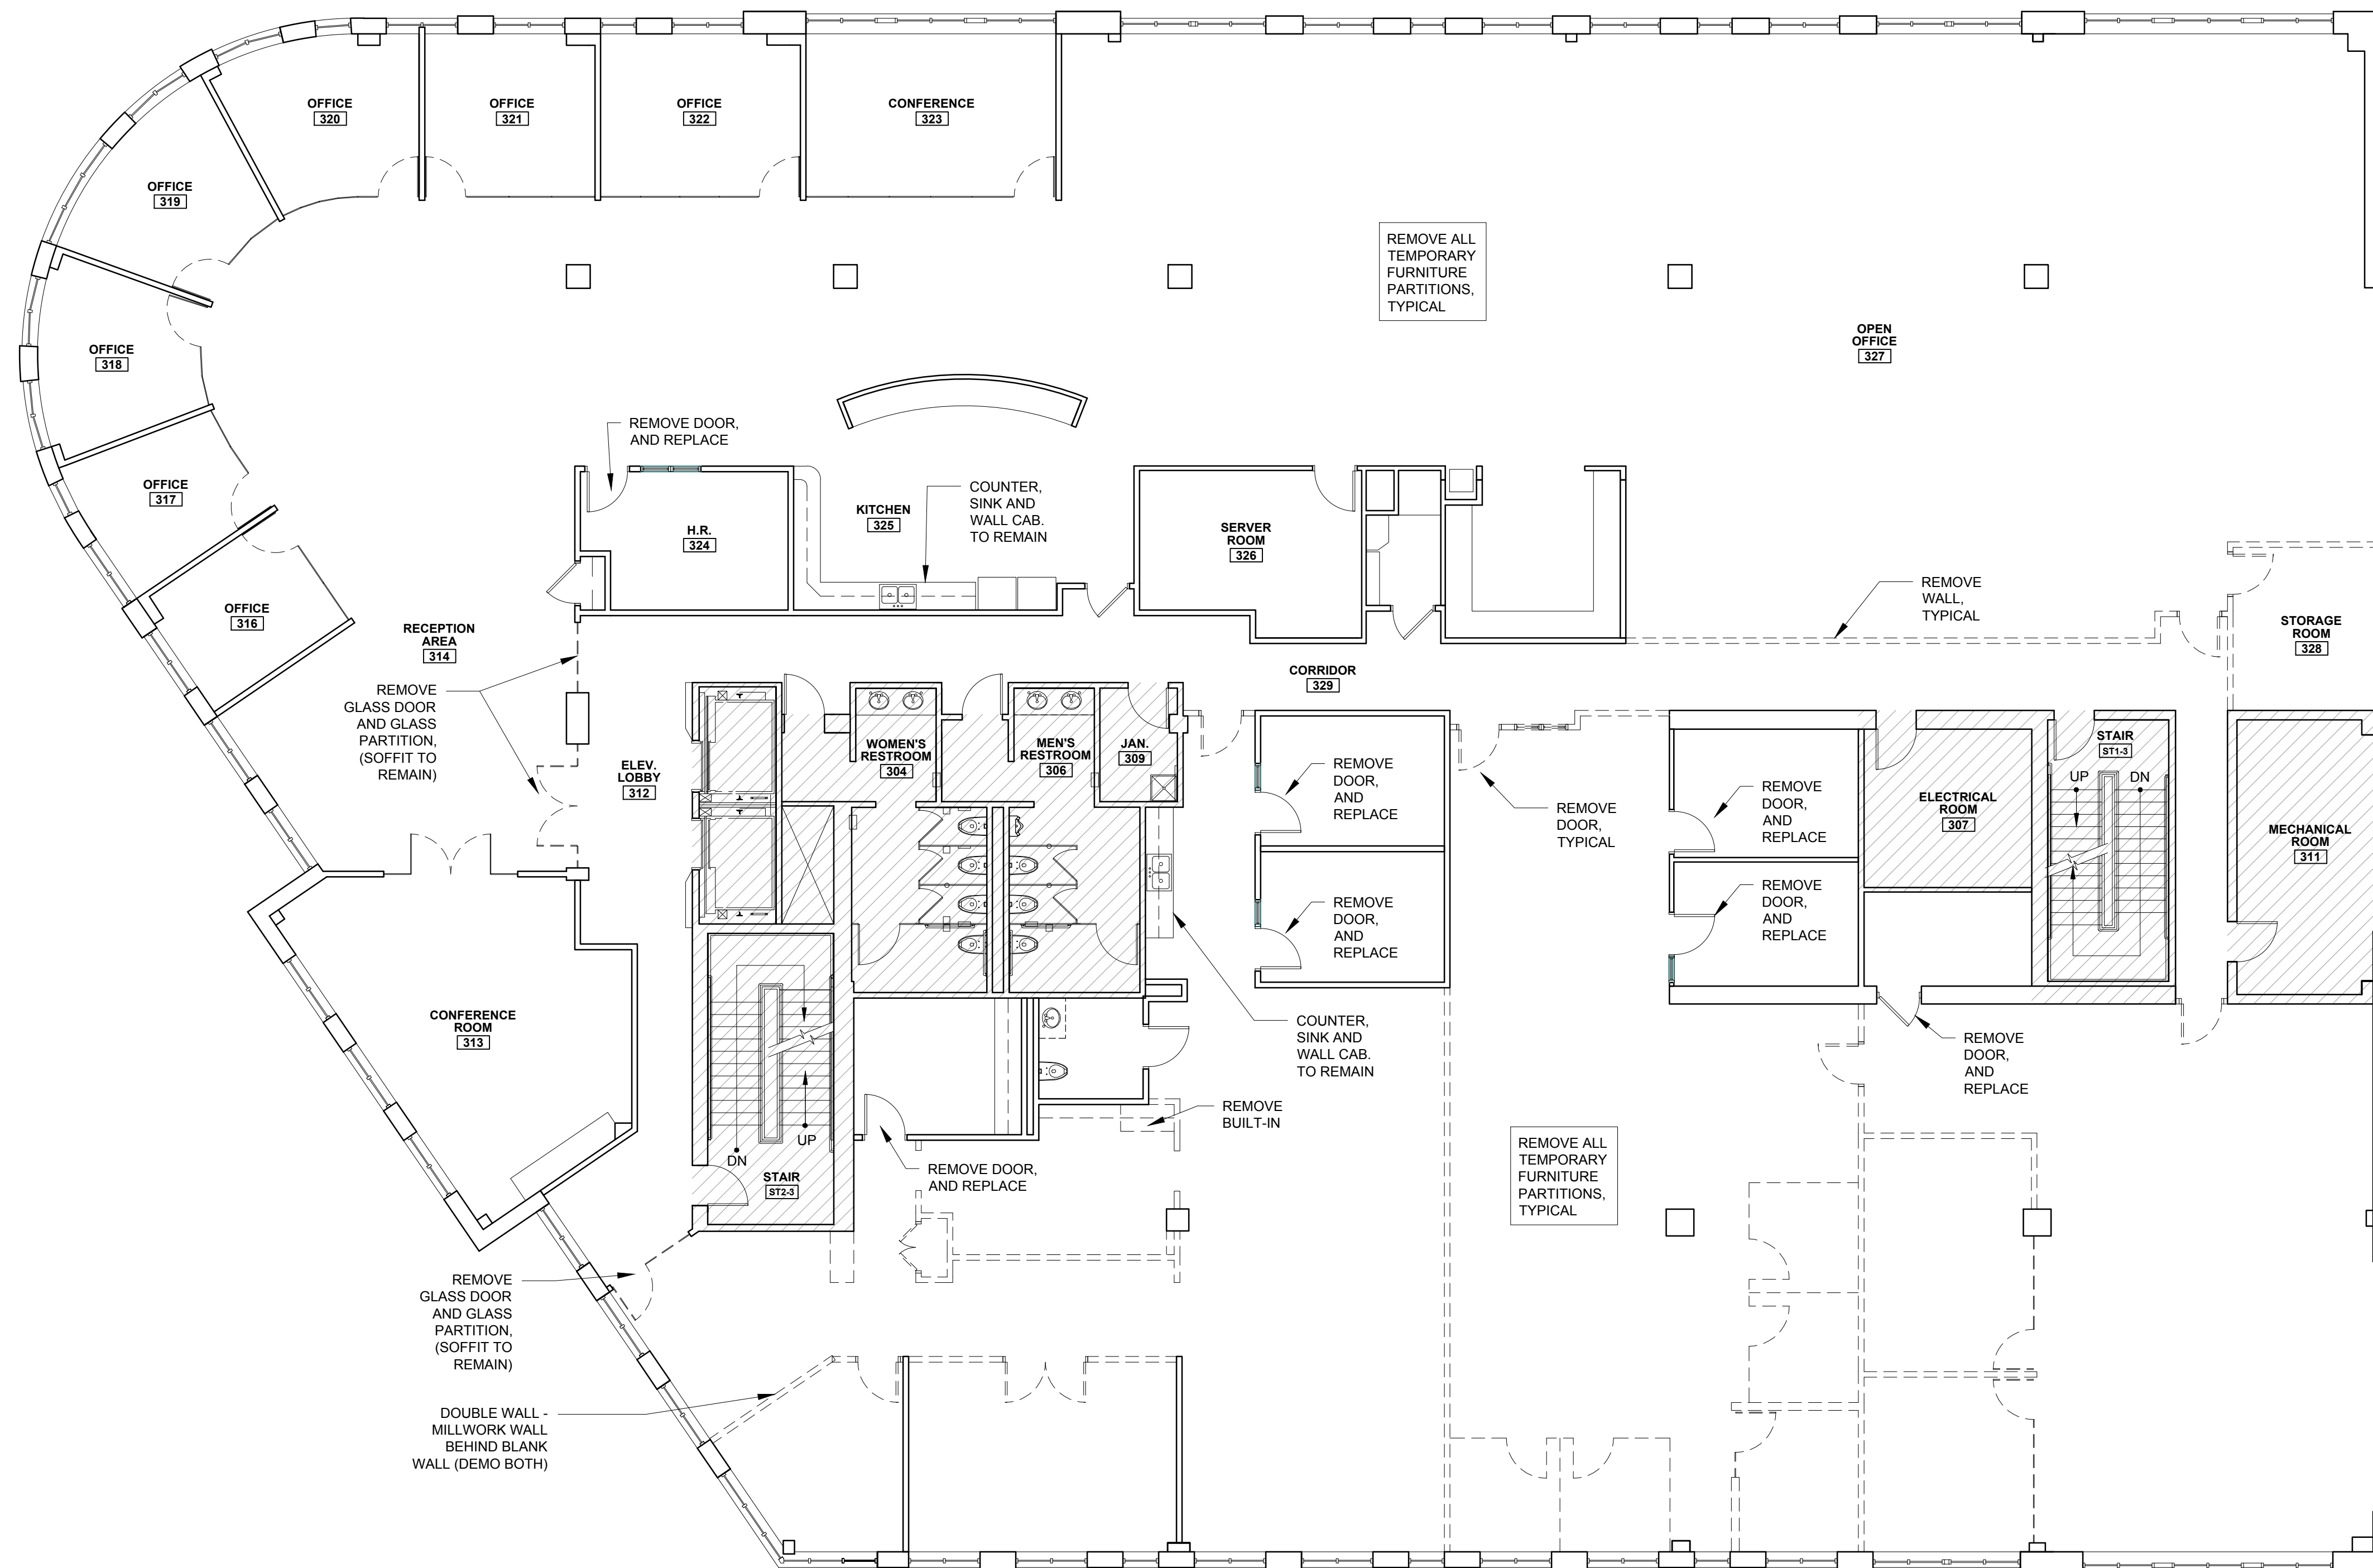 OFFICE
320
OFFICE
321
OFFICE
322
CONFERENCE
323
OFFICE
319
REMOVE ALL
TEMPORARY
FURNITURE
PARTITIONS,
TYPICAL
OPEN
OFFICE
327
OFFICE
318
REMOVE DOOR,
AND REPLACE
OFFICE
317
H.R.
324
KITCHEN
325
COUNTER,
SINK AND
WALL CAB.
TO REMAIN
SERVER
ROOM
326
OFFICE
316
RECEPTION
AREA
314
REMOVE
WALL,
TYPICAL
STORAGE
ROOM
328
CORRIDOR
329
REMOVE
GLASS DOOR
AND GLASS
PARTITION,
(SOFFIT TO
REMAIN)
ELEV.
LOBBY
312
WOMEN'S
RESTROOM
304
MEN'S
RESTROOM
306
JAN.
309
REMOVE
DOOR,
AND
REPLACE
REMOVE
DOOR,
TYPICAL
REMOVE
DOOR,
AND
REPLACE
ELECTRICAL
ROOM
307
STAIR
ST1-3
UP
DN
MECHANICAL
ROOM
311
REMOVE
DOOR,
AND
REPLACE
REMOVE
DOOR,
AND
REPLACE
CONFERENCE
ROOM
313
COUNTER,
SINK AND
WALL CAB.
TO REMAIN
REMOVE
DOOR,
AND
REPLACE
REMOVE
BUILT-IN
UP
DN
STAIR
ST2-3
REMOVE DOOR,
AND REPLACE
REMOVE ALL
TEMPORARY
FURNITURE
PARTITIONS,
TYPICAL
REMOVE
GLASS DOOR
AND GLASS
PARTITION,
(SOFFIT TO
REMAIN)
DOUBLE WALL -
MILLWORK WALL
BEHIND BLANK
WALL (DEMO BOTH)